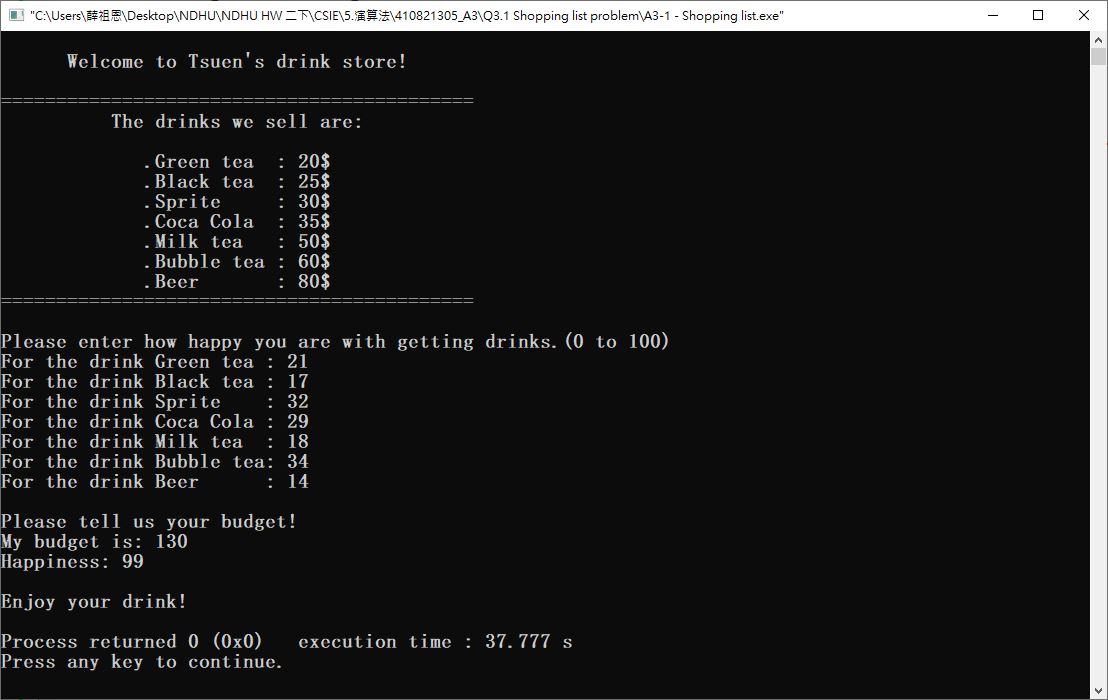 "C:\Users\薛祖恩\Desktop\NDHU\NDHU HW 二下\CSIE\5.演算法\410821305_A3\Q3.1 Shopping list problem\A3-1 - Shopping list.exe"
Welcome to Tsuen's drink store!
===========================================
The drinks we sell are:
.Green tea  : 20$
.Black tea  : 25$
.Sprite     : 30$
.Coca Cola  : 35$
.Milk tea   : 50$
.Bubble tea : 60$
.Beer       : 80$
===========================================
Please enter how happy you are with getting drinks.(0 to 100)
For the drink Green tea : 21
For the drink Black tea : 17
For the drink Sprite    : 32
For the drink Coca Cola : 29
For the drink Milk tea  : 18
For the drink Bubble tea: 34
For the drink Beer      : 14
Please tell us your budget!
My budget is: 130
Happiness: 99
Enjoy your drink!
Process returned 0 (0x0)   execution time : 37.777 s
Press any key to continue.